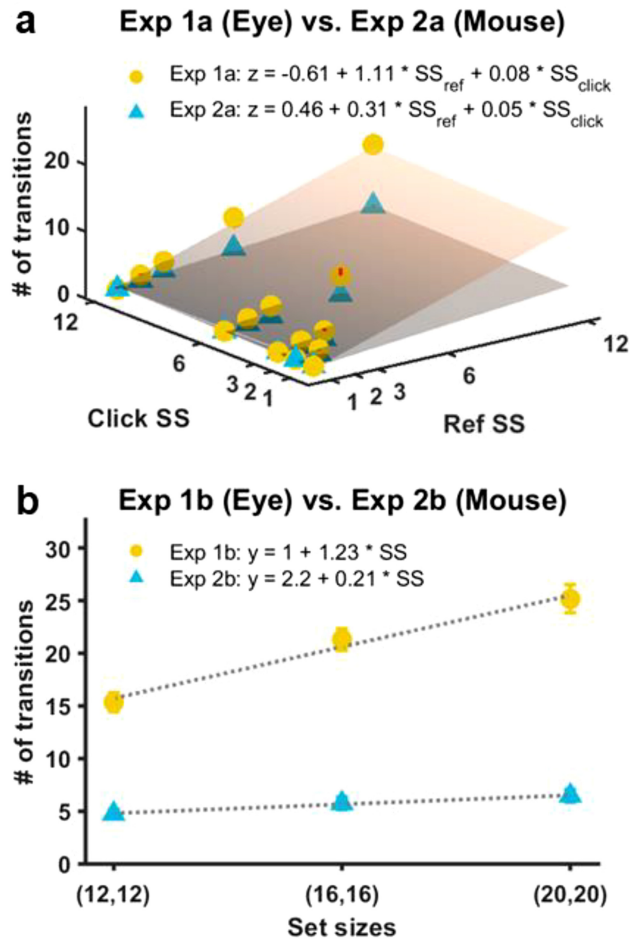 a
Exp 1a (Eye) vs. Exp 2a (Mouse)
Exp 1a: z = -0.61 + 1.11 * SSref + 0.08 * SSclick
Exp 2a: z = 0.46 + 0.31 * SSref + 0.05 * SSclick
# of transitions
20
10
0
12
6
3
2
1
Click SS
1
2
3
6
12
Ref SS
b
Exp 1b (Eye) vs. Exp 2b (Mouse)
Exp 1b: y = 1 + 1.23 * SS
Exp 2b: y = 2.2 + 0.21 * SS
# of transitions
30
25
20
15
10
5
0
(12,12)
(16,16)
(20,20)
Set sizes